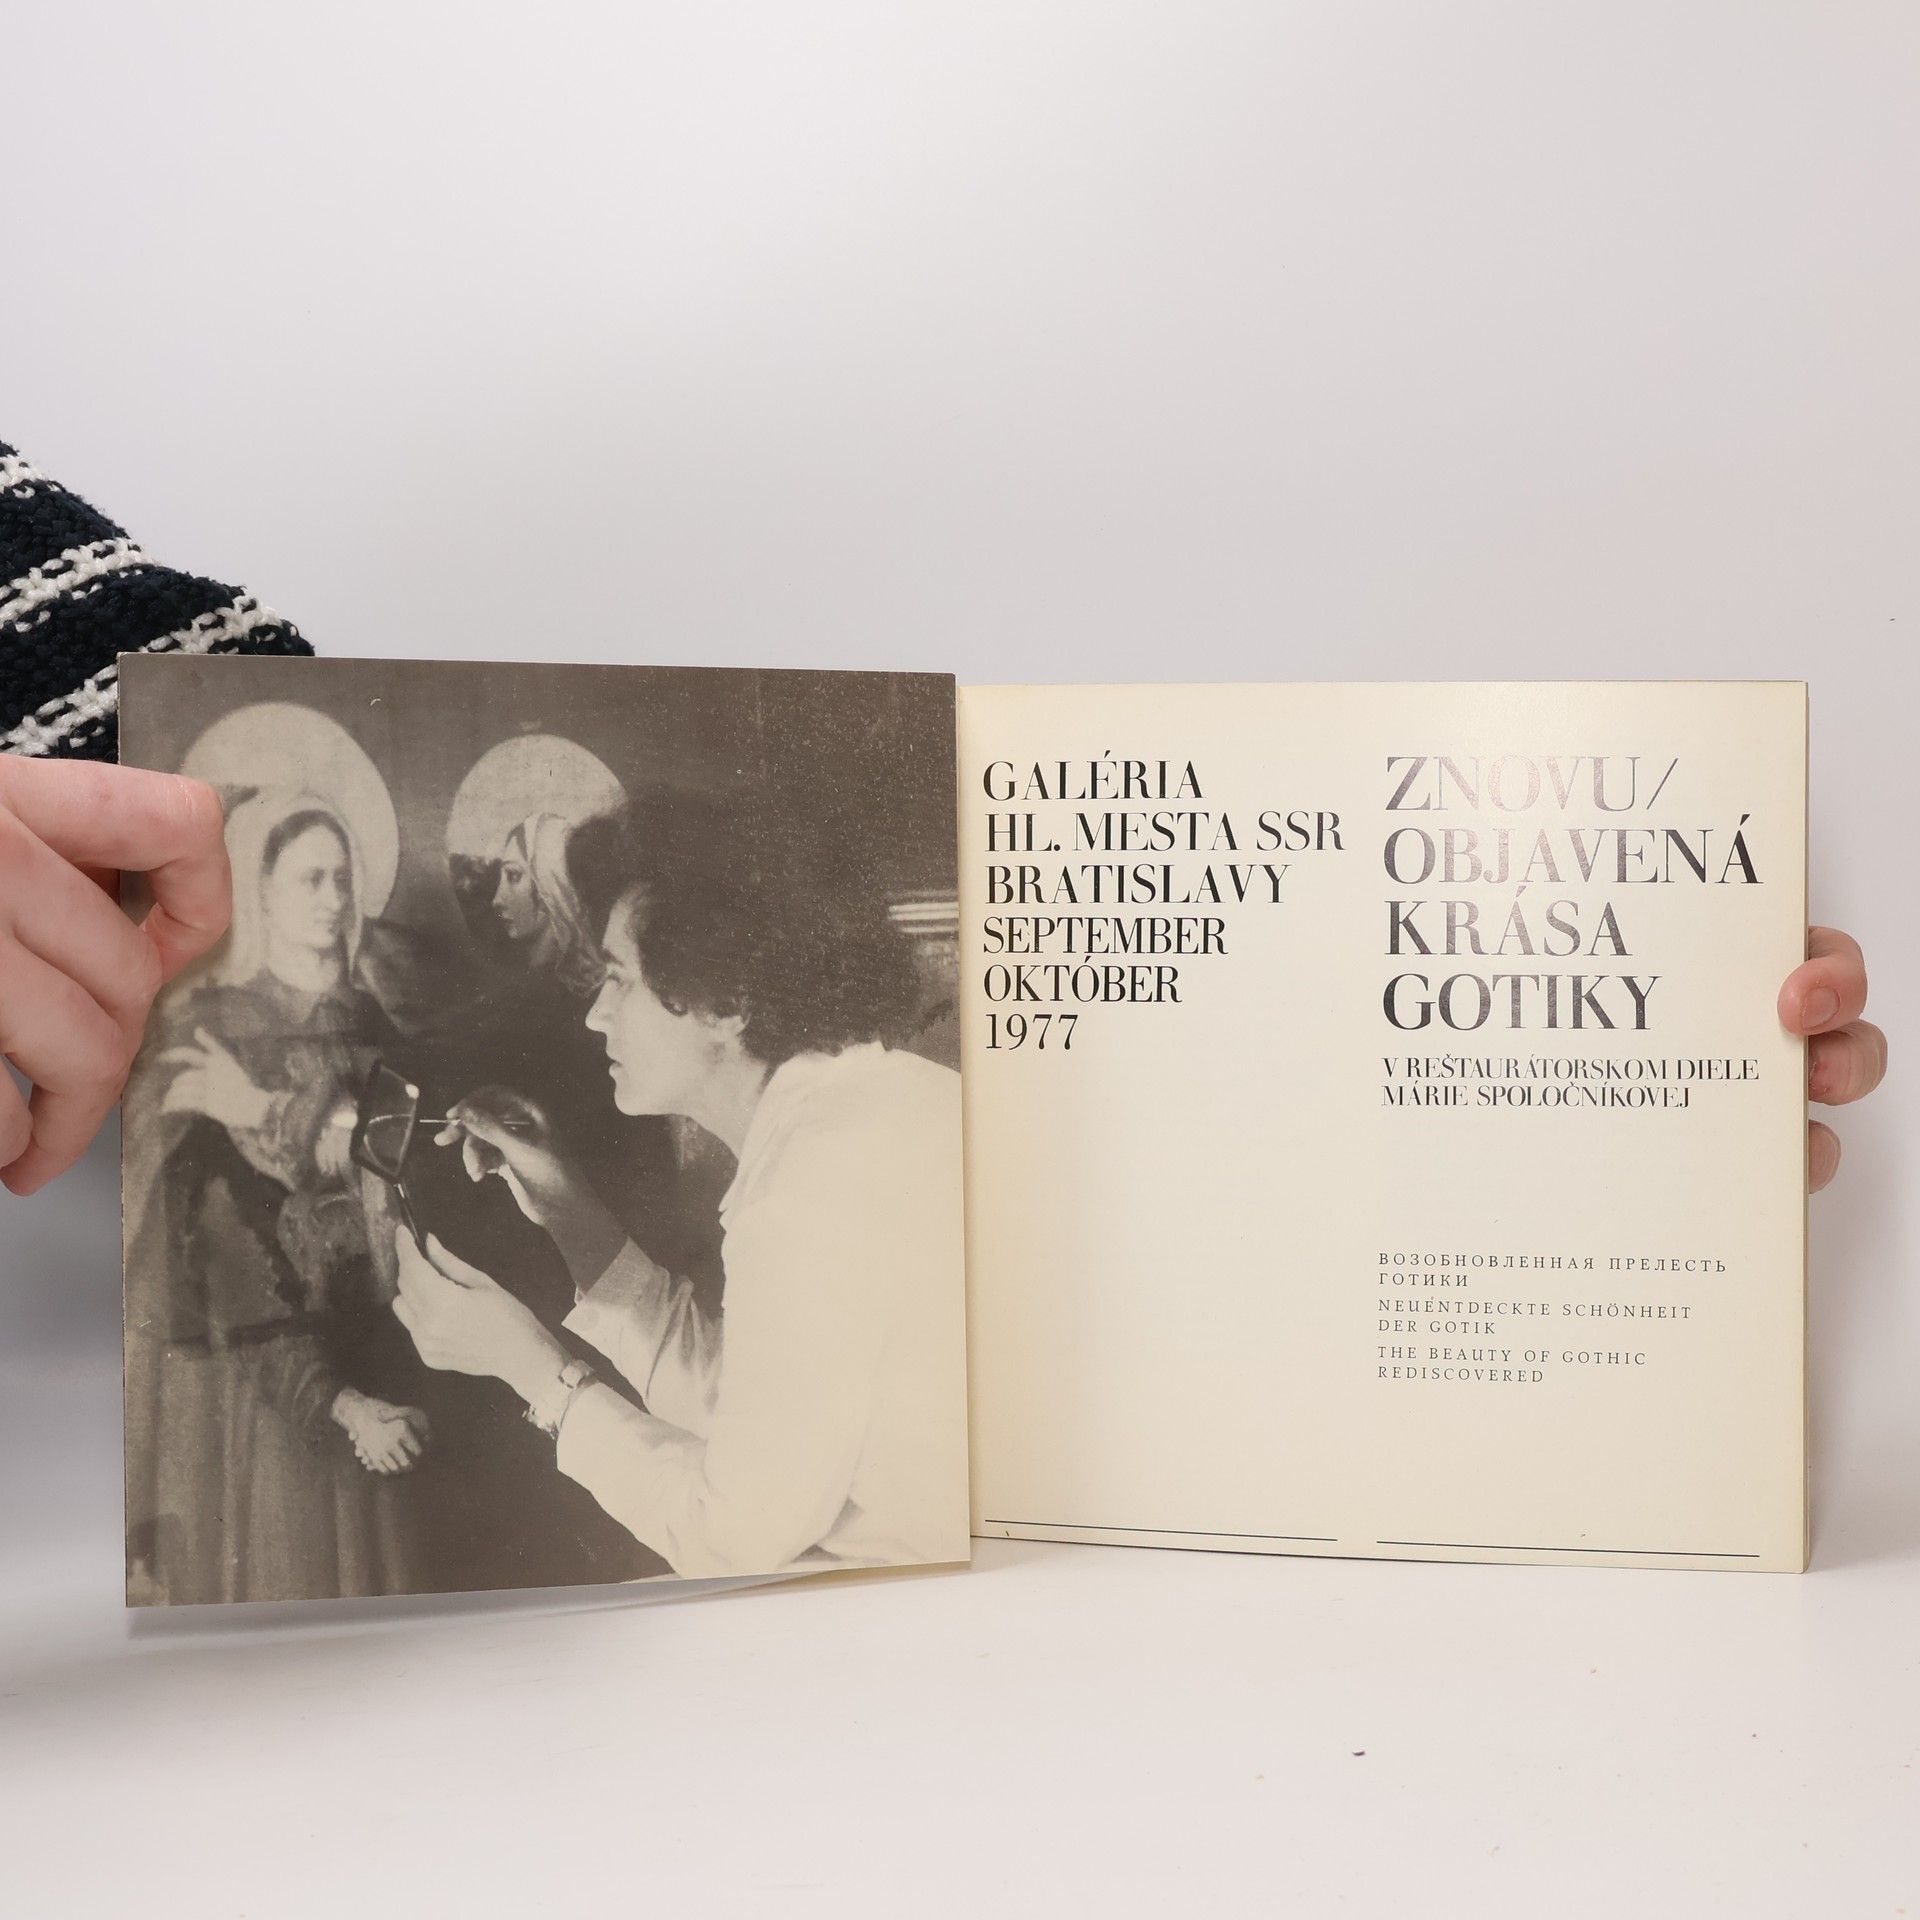 GALÉRIA
HL. MESTA SSR
BRATISLAVY
SEPTEMBER
OKTÓBER
1977
ZNOVU/
OBJAVENÁ
KRÁSA
GOTIKY
V REŠTAURÁTORSKOM DIELE
MÁRIE SPOLOČNÍKOVEJ
ВОЗОБНОВЛЕННАЯ ПРЕЛЕСТЬ
ГОТИКИ
NEUENTDECKTE SCHÖNHEIT
DER GOTIK
THE BEAUTY OF GOTHIC
REDISCOVERED